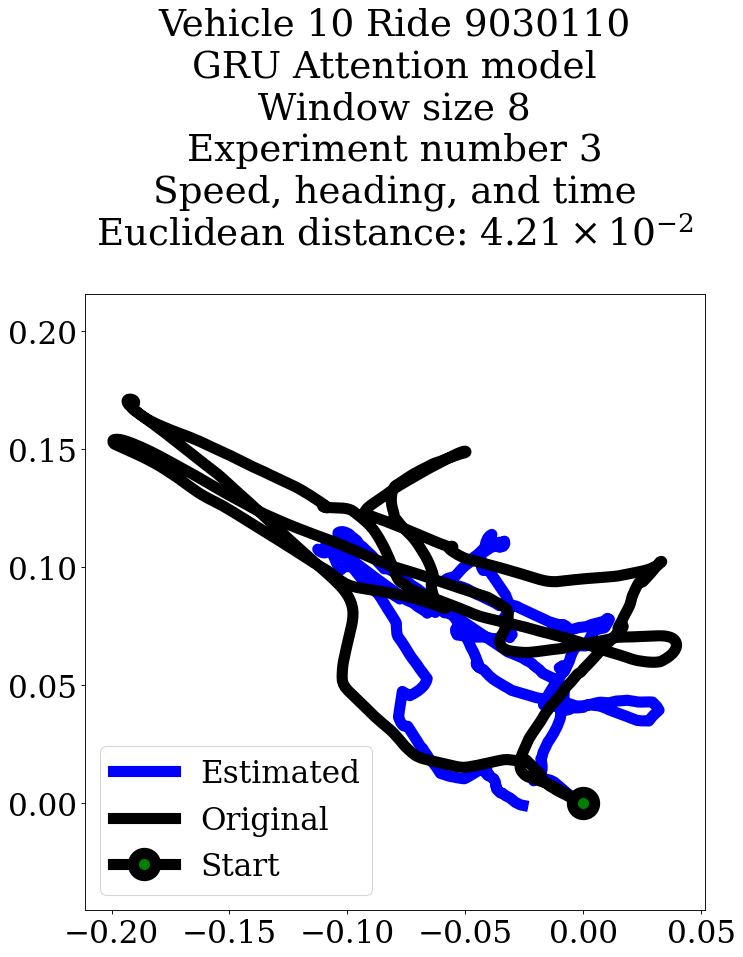 Vehicle 10 Ride 9030110
GRU Attention model
Window size 8
Experiment number 3
Speed, heading, and time
Euclidean distance: 4.21 × 10⁻²
0.20
0.15
0.10
0.05
0.00
Estimated
Original
Start
−0.20 −0.15 −0.10 −0.05 0.00 0.05